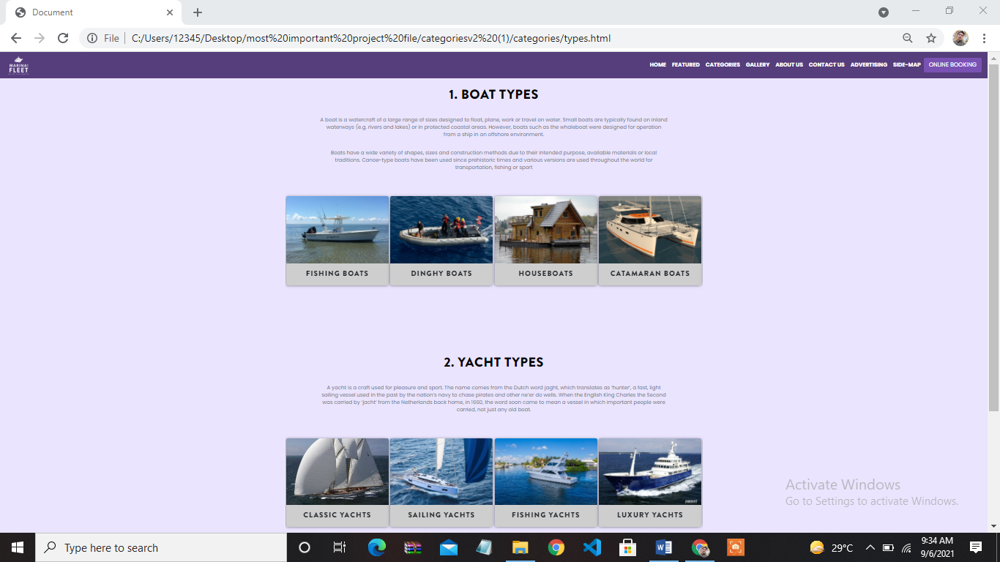 Document
File
C:/Users/12345/Desktop/most%20important%20project%20file/categoriesv2%20(1)/categories/types.html
MARINA!
FLEET
HOME FEATURED CATEGORIES GALLERY ABOUT US CONTACT US ADVERTISING SIDE-MAP ONLINE BOOKING
1. BOAT TYPES
A boat is a watercraft of a large range of sizes designed to float, plane, work or travel on water. Small boats are typically found on inland
waterways (e.g. rivers and lakes) or in protected coastal areas. However, boats such as the whaleboat were designed for operation
from a ship in an offshore environment.
Boats have a wide variety of shapes, sizes and construction methods due to their intended purpose, available materials or local
traditions. Canoe-type boats have been used since prehistoric times and various versions are used throughout the world for
transportation, fishing or sport
FISHING BOATS DINGHY BOATS HOUSEBOATS CATAMARAN BOATS
2. YACHT TYPES
A yacht is a craft used for pleasure and sport. The name comes from the Dutch word jaght, which translates as ‘hunter’, a fast, light
sailing vessel used in the past by the nation’s navy to chase pirates and other ne’er do wells. When the English King Charles the Second
was carried by ‘jacht’ from the Netherlands back home, in 1660, the word soon came to mean a vessel in which important people were
carried, not just any old boat.
CLASSIC YACHTS SAILING YACHTS FISHING YACHTS LUXURY YACHTS
Activate Windows
Go to Settings to activate Windows.
Type here to search
29°C
9:34 AM
9/6/2021